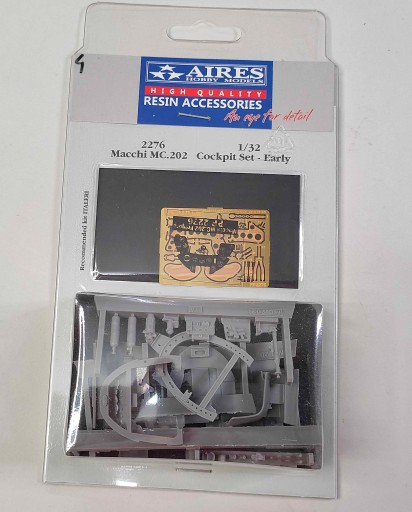 4
AIRES
HOBBY MODELS
HIGH QUALITY
RESIN ACCESSORIES
An eye for detail
2276 1/32
Macchi MC.202 Cockpit Set - Early
Recommended kit ITALERI